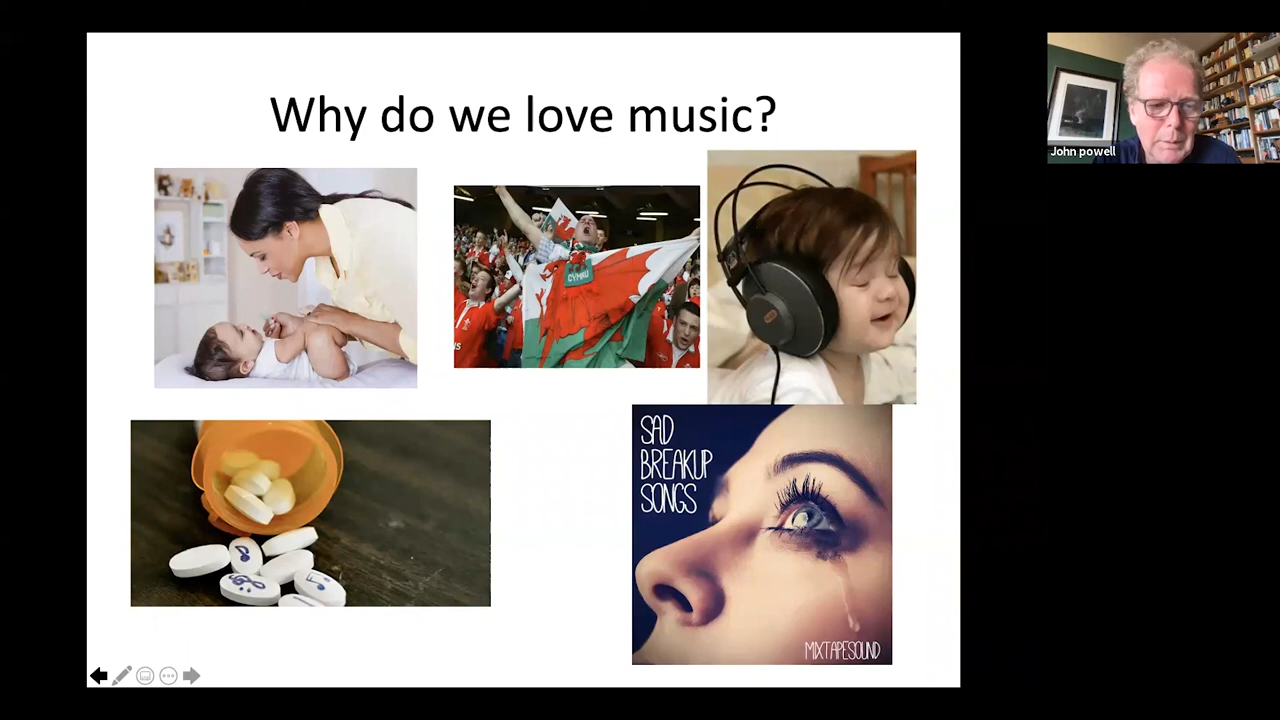 Why do we love music?
John powell
CYMRU
SAD
BREAKUP
SONGS
MIXTAPESOUND